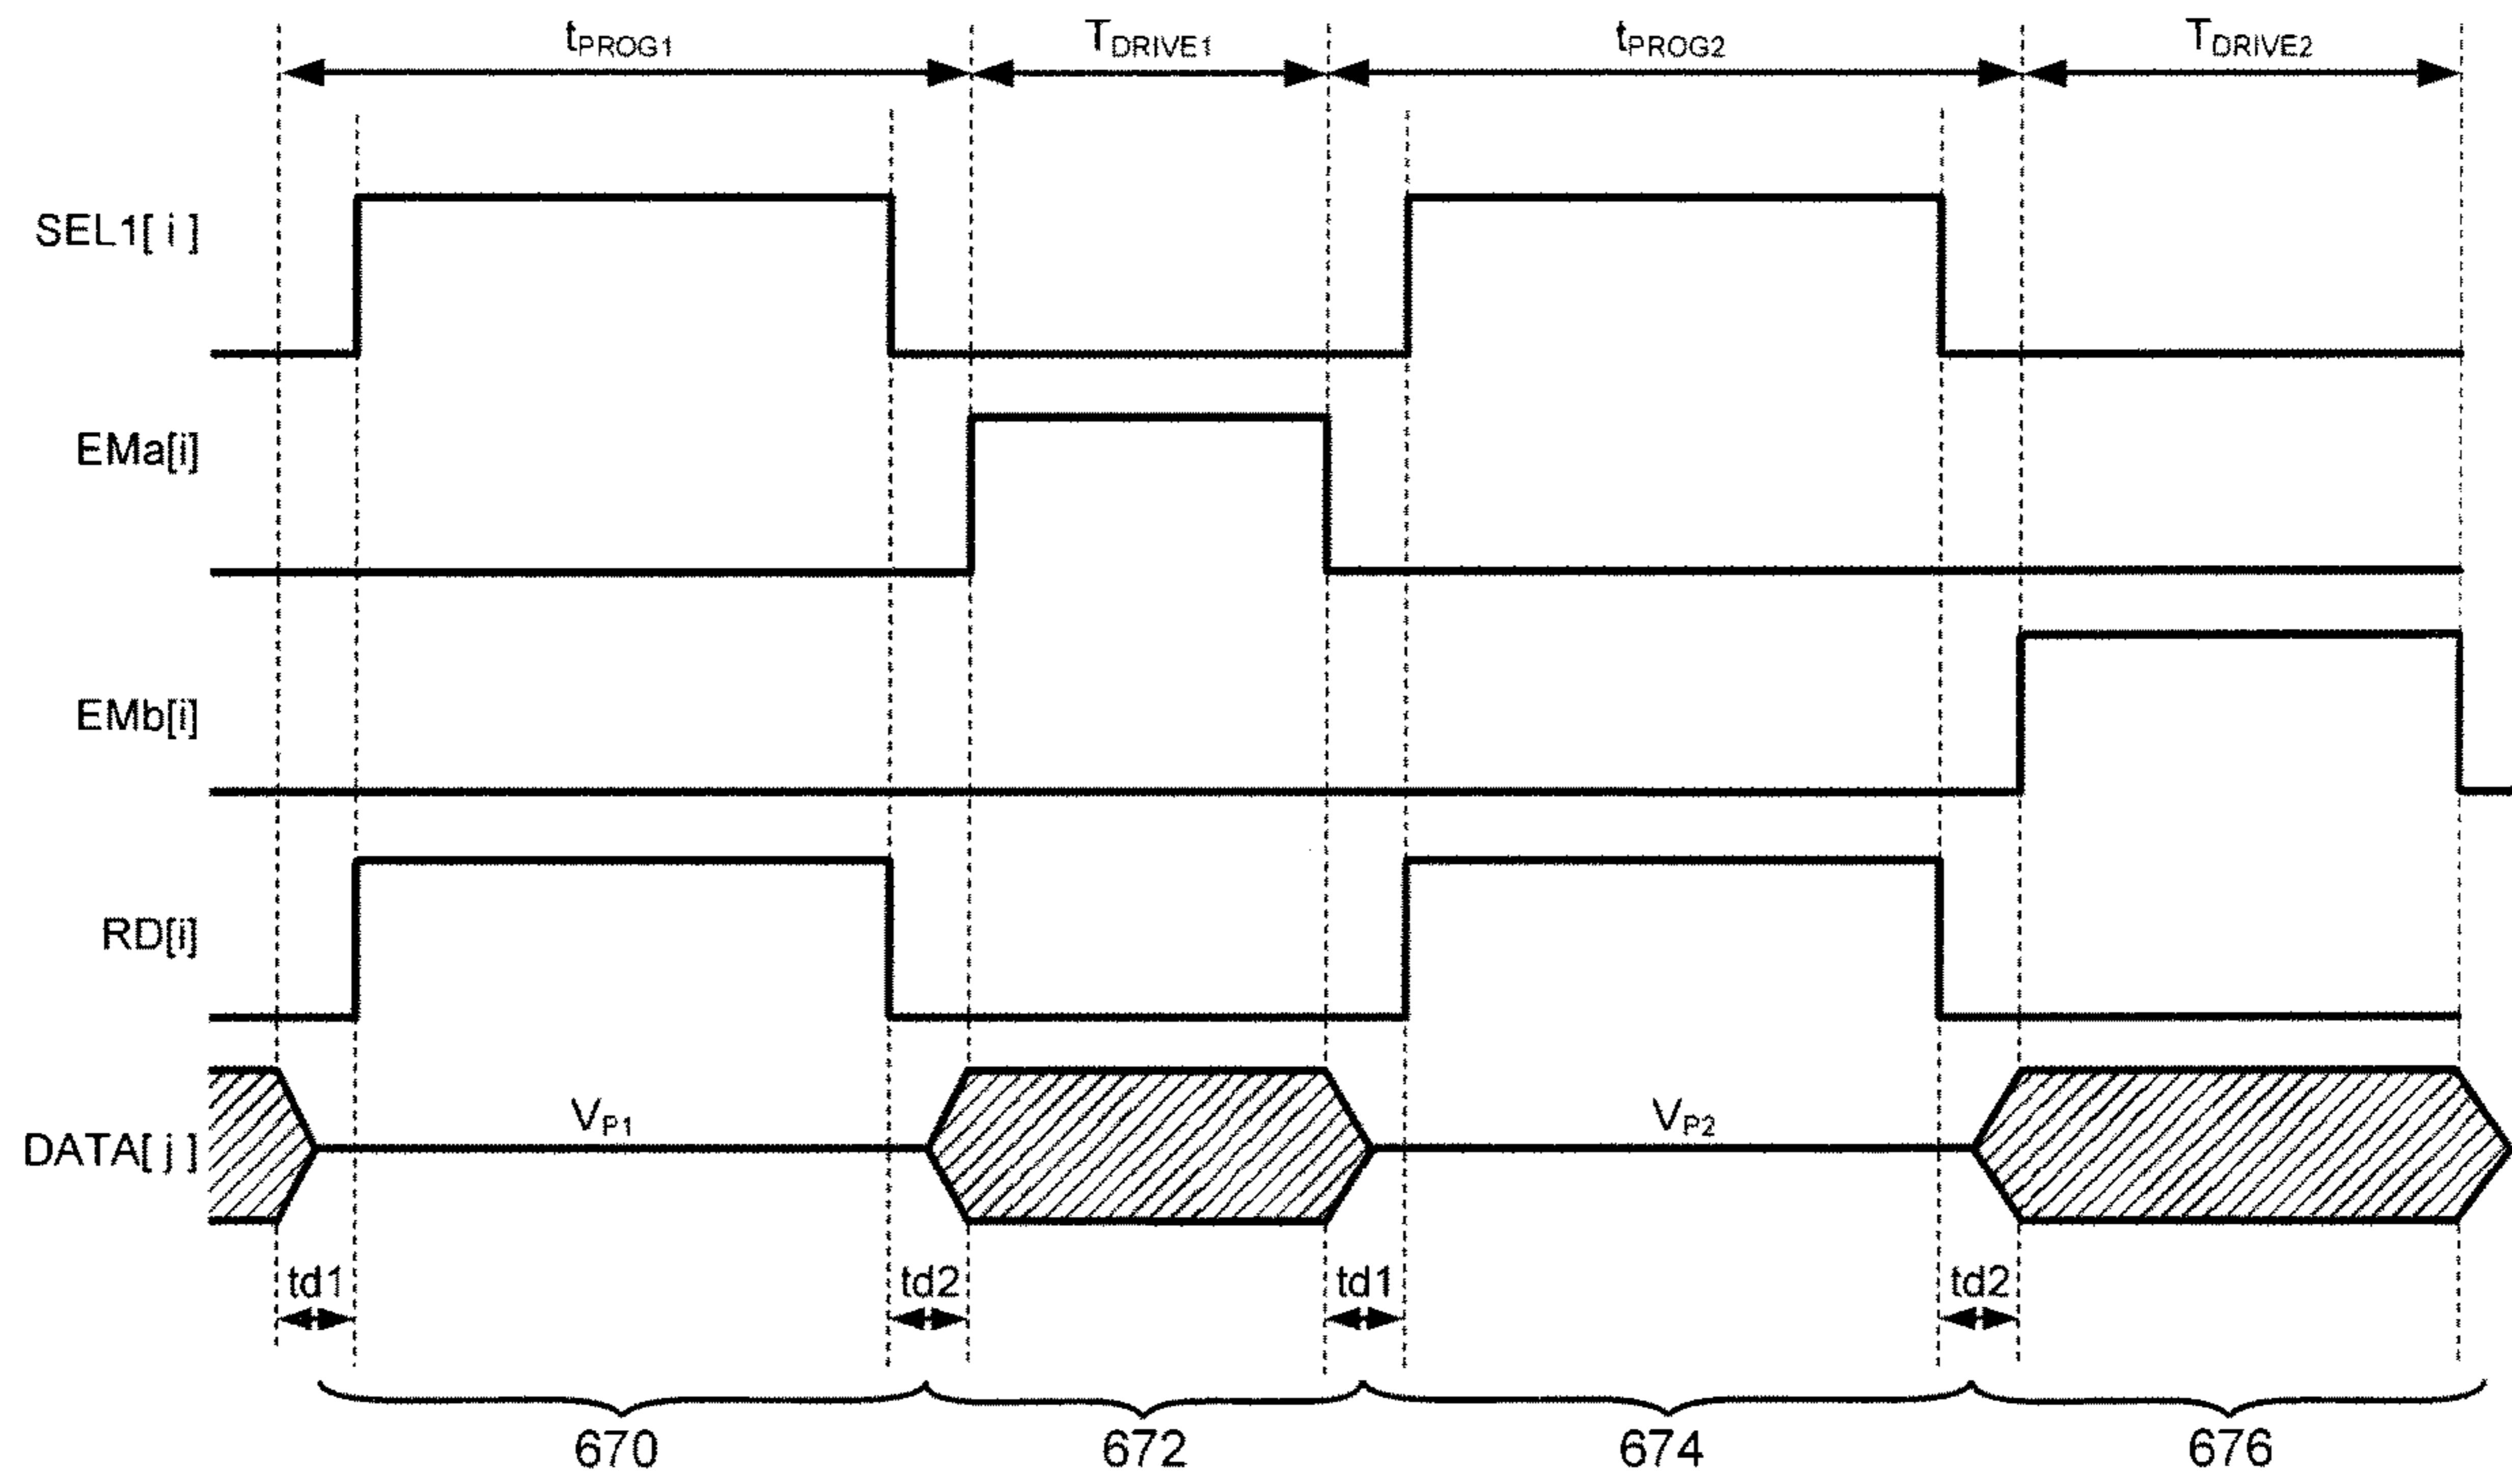 tPROG1 TDRIVE1 tPROG2 TDRIVE2
SEL1[ i ]
EMa[i]
EMb[i]
RD[i]
VP1 VP2
DATA[ j ]
td1 td2 td1 td2
670 672 674 676